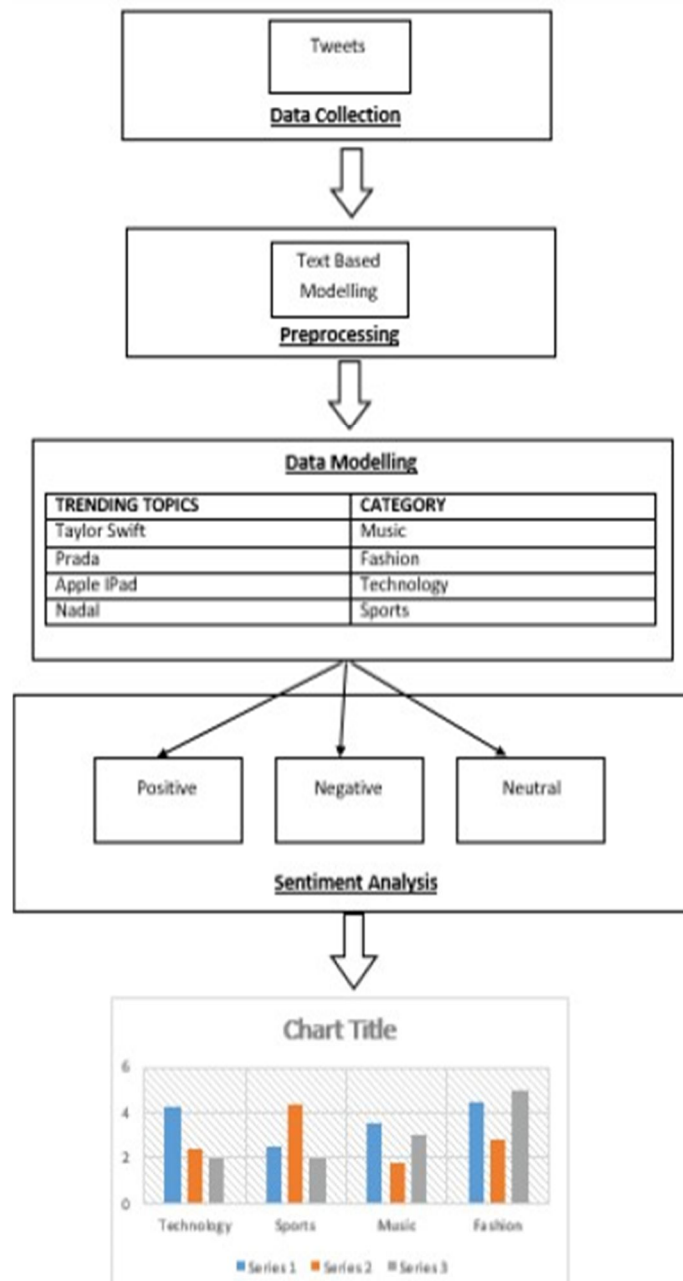 Tweets
Data Collection
Text Based
Modelling
Preprocessing
Data Modelling
TRENDING TOPICS CATEGORY
Taylor Swift Music
Prada Fashion
Apple IPad Technology
Nadal Sports
Positive Negative Neutral
Sentiment Analysis
Chart Title
6
4
2
0
Technology Sports Music Fashion
Series 1 Series 2 Series 3